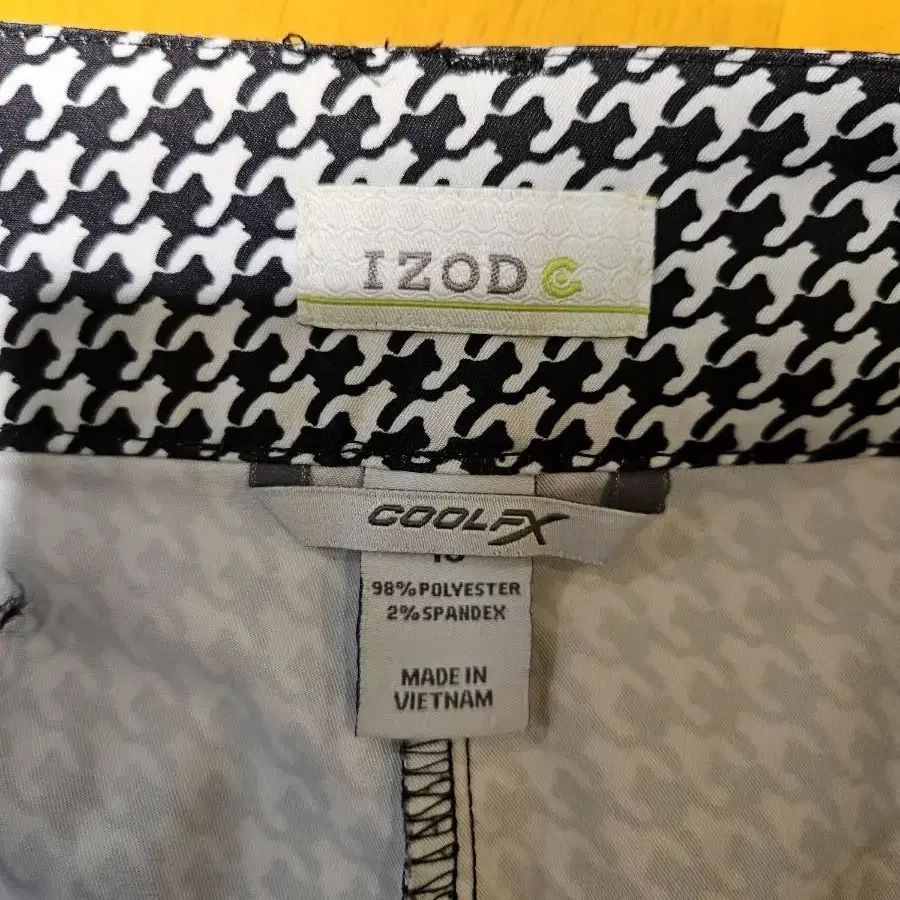 IZOD
COOLFX
98% POLYESTER
2% SPANDEX
MADE IN
VIETNAM